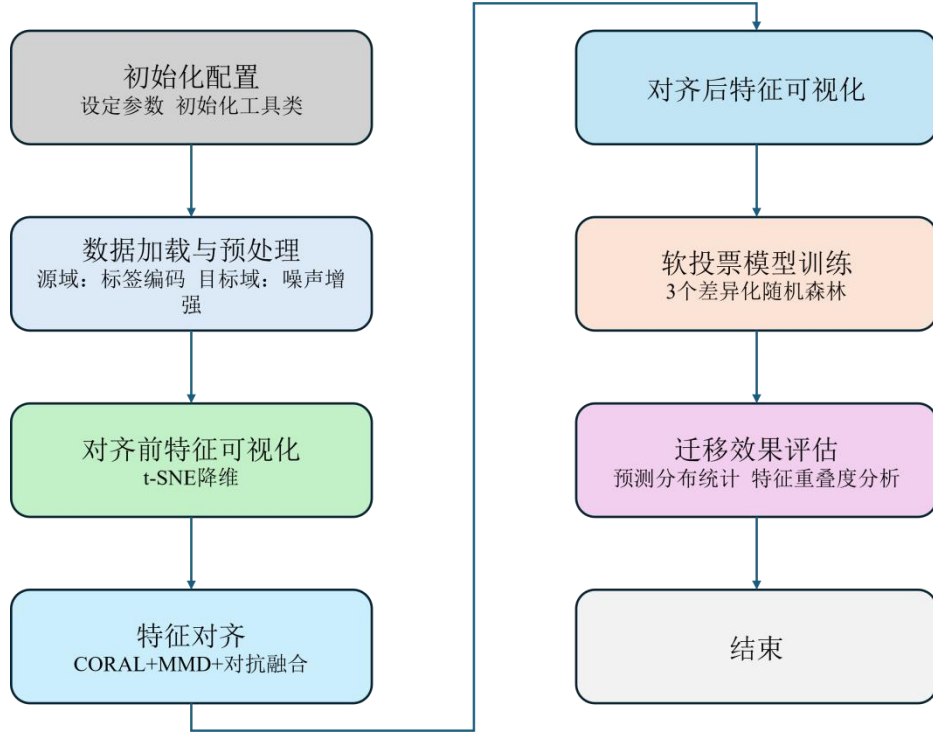 初始化配置
设定参数 初始化工具类
数据加载与预处理
源域：标签编码 目标域：噪声增
强
对齐前特征可视化
t-SNE降维
特征对齐
CORAL+MMD+对抗融合
对齐后特征可视化
软投票模型训练
3个差异化随机森林
迁移效果评估
预测分布统计 特征重叠度分析
结束